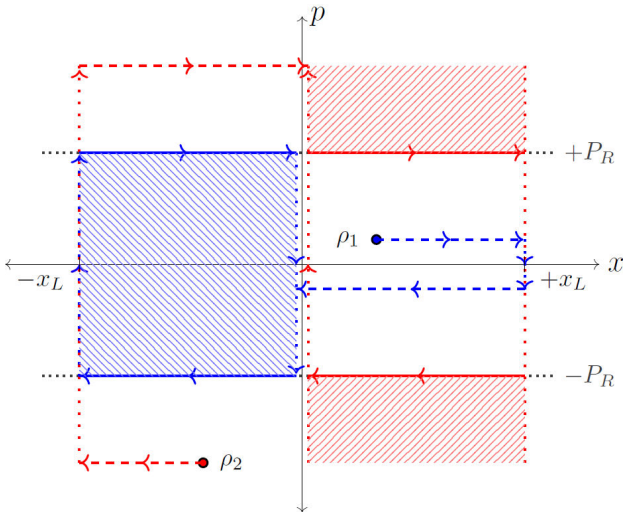 p
+P_R
ρ_1
x
−x_L
+x_L
−P_R
ρ_2